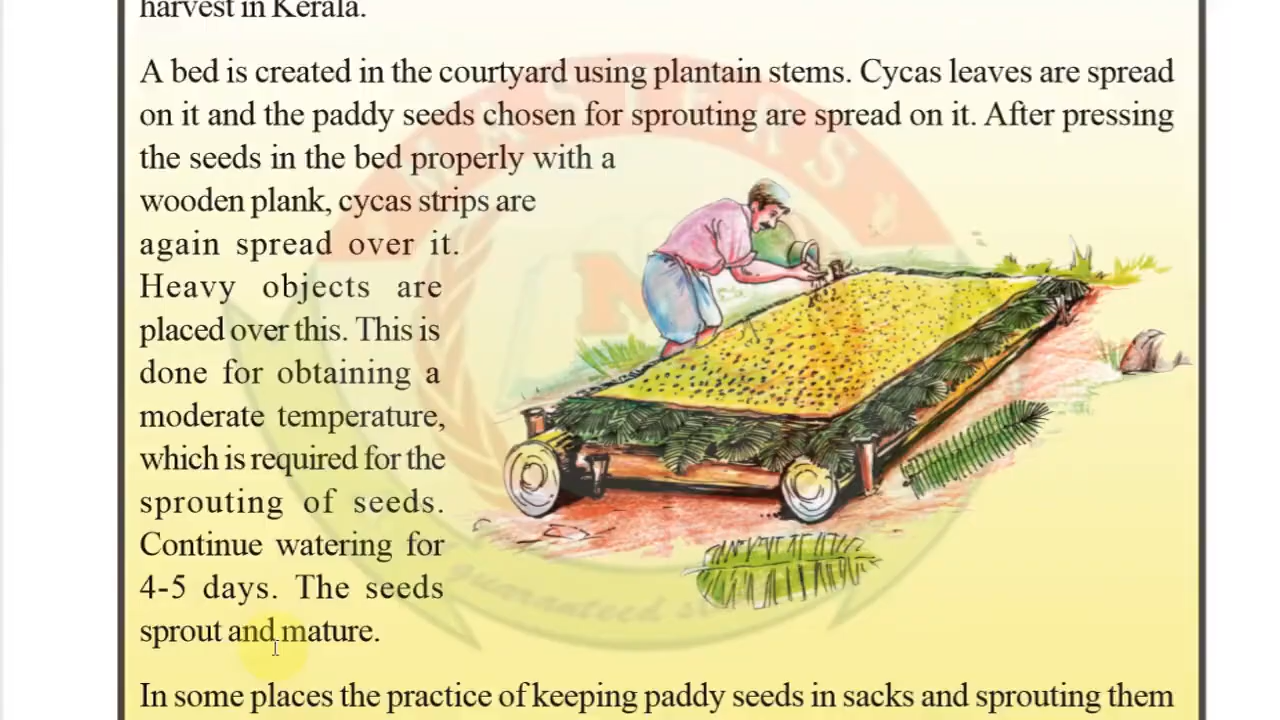 harvest in Kerala.
A bed is created in the courtyard using plantain stems. Cycas leaves are spread
on it and the paddy seeds chosen for sprouting are spread on it. After pressing
the seeds in the bed properly with a
wooden plank, cycas strips are
again spread over it.
Heavy objects are
placed over this. This is
done for obtaining a
moderate temperature,
which is required for the
sprouting of seeds.
Continue watering for
4-5 days. The seeds
sprout and mature.
In some places the practice of keeping paddy seeds in sacks and sprouting them
MASTERS
guaranteed